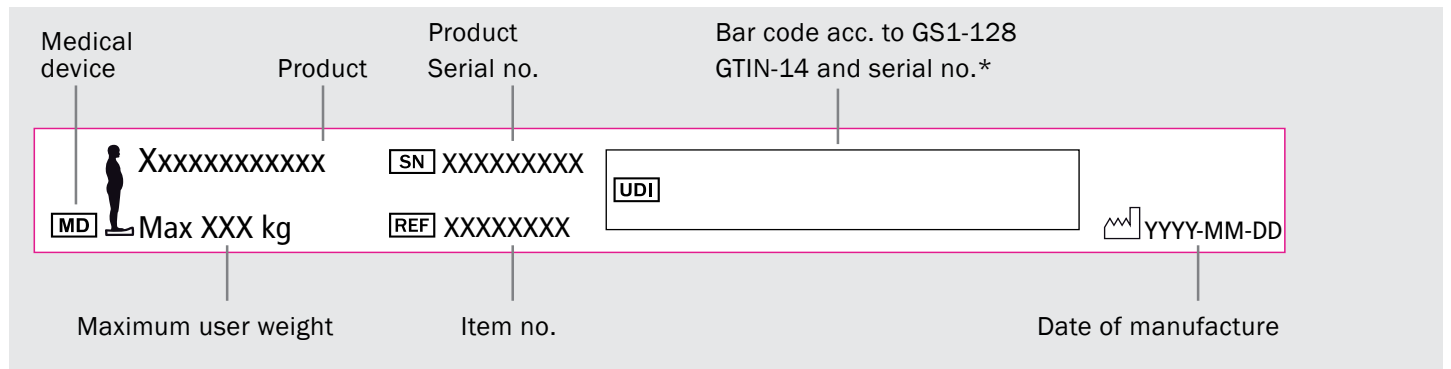 Medical
device
Product
Product
Serial no.
Bar code acc. to GS1-128
GTIN-14 and serial no.*
Xxxxxxxxxxxx
SN XXXXXXXXX
UDI
MD
Max XXX kg
REF XXXXXXXX
YYYY-MM-DD
Maximum user weight
Item no.
Date of manufacture